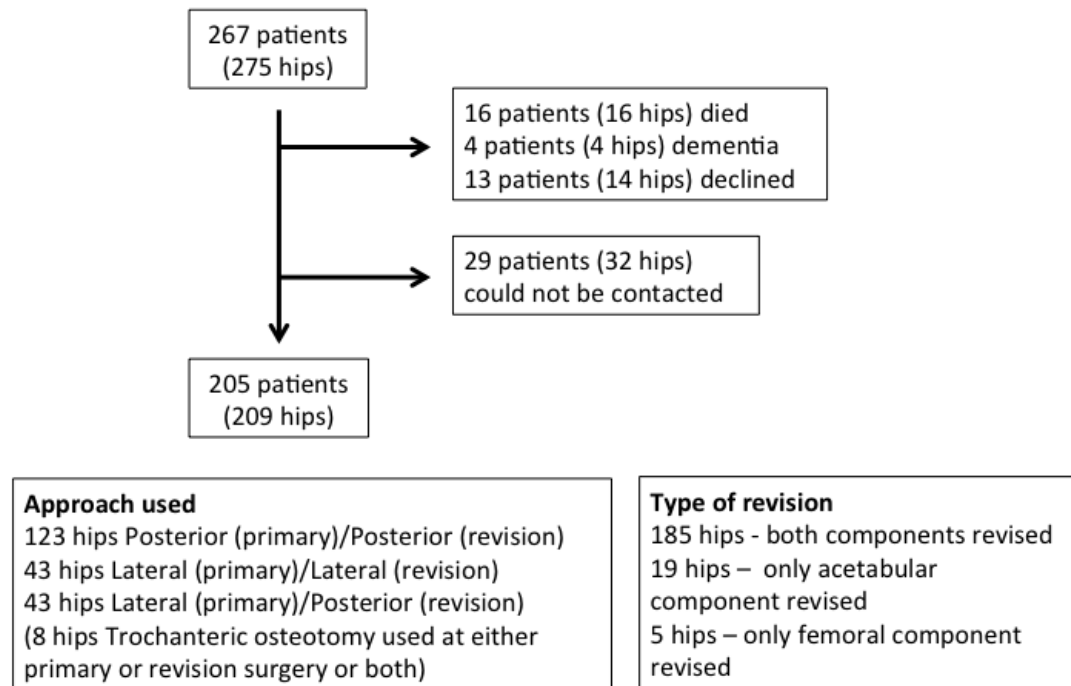 267 patients
(275 hips)
16 patients (16 hips) died
4 patients (4 hips) dementia
13 patients (14 hips) declined
29 patients (32 hips)
could not be contacted
205 patients
(209 hips)
Approach used
123 hips Posterior (primary)/Posterior (revision)
43 hips Lateral (primary)/Lateral (revision)
43 hips Lateral (primary)/Posterior (revision)
(8 hips Trochanteric osteotomy used at either
primary or revision surgery or both)
Type of revision
185 hips - both components revised
19 hips –  only acetabular
component revised
5 hips – only femoral component
revised